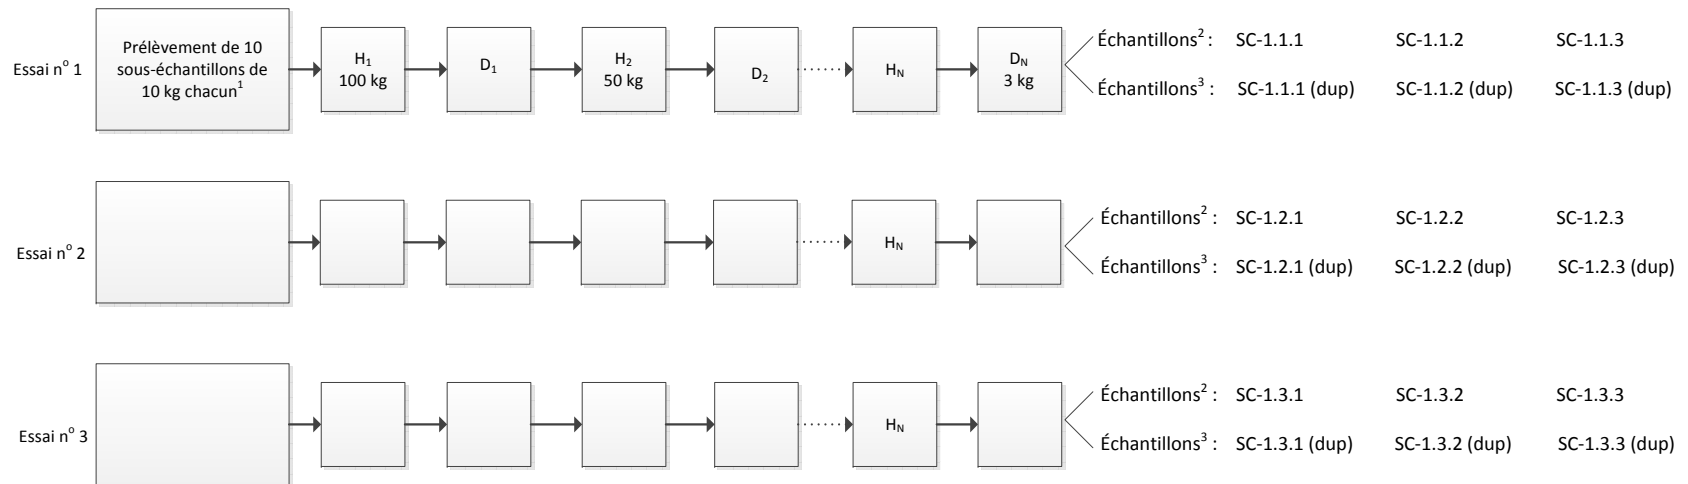 Essai nº 1
Prélèvement de 10
sous-échantillons de
10 kg chacun¹
H₁
100 kg
D₁
H₂
50 kg
D₂
H_N
D_N
3 kg
Échantillons² : SC-1.1.1 SC-1.1.2 SC-1.1.3
Échantillons³ : SC-1.1.1 (dup) SC-1.1.2 (dup) SC-1.1.3 (dup)
Essai nº 2
H_N
Échantillons² : SC-1.2.1 SC-1.2.2 SC-1.2.3
Échantillons³ : SC-1.2.1 (dup) SC-1.2.2 (dup) SC-1.2.3 (dup)
Essai nº 3
H_N
Échantillons² : SC-1.3.1 SC-1.3.2 SC-1.3.3
Échantillons³ : SC-1.3.1 (dup) SC-1.3.2 (dup) SC-1.3.3 (dup)